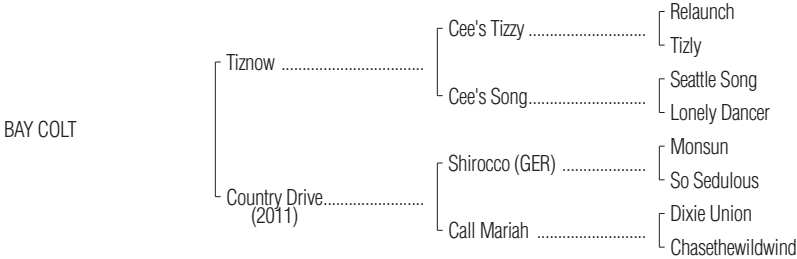 Relaunch
Cee's Tizzy ..............................
Tizly
Tiznow ....................................
Seattle Song
Cee's Song..............................
Lonely Dancer
BAY COLT
Monsun
Shirocco (GER) .....................
So Sedulous
Country Drive.........................
(2011)
Dixie Union
Call Mariah ...........................
Chasethewildwind